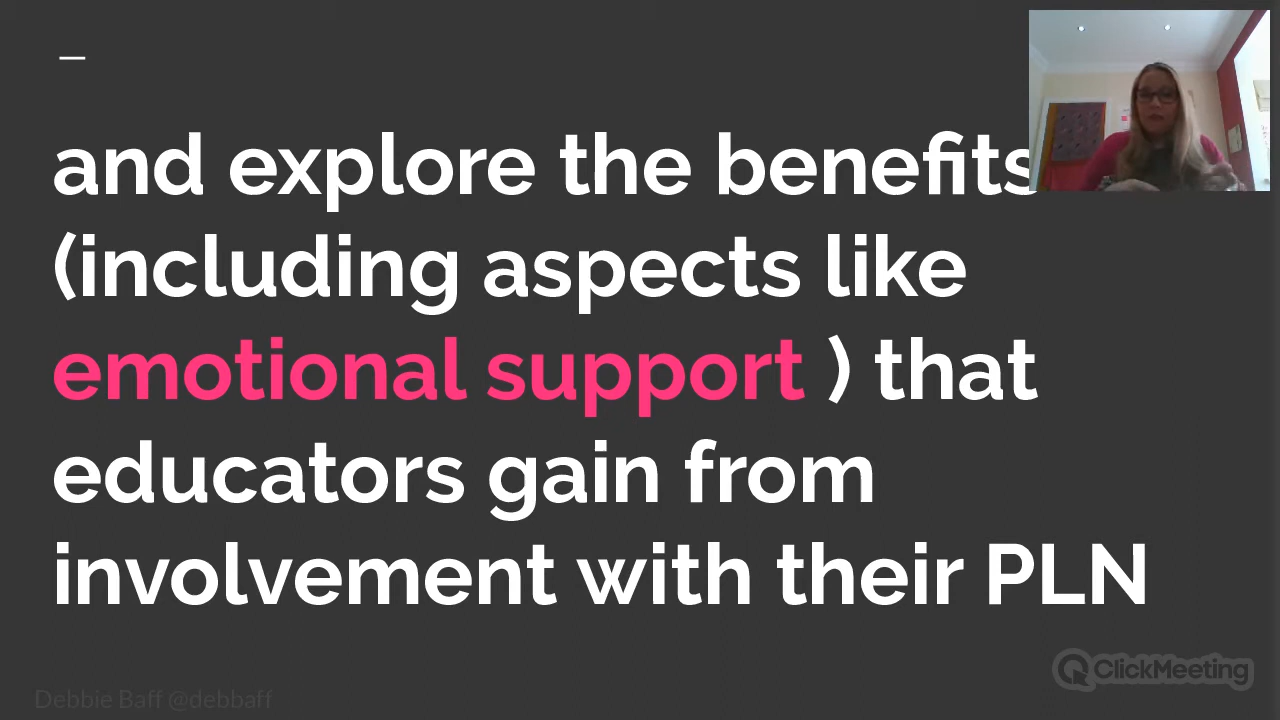 and explore the benefits
(including aspects like
emotional support ) that
educators gain from
involvement with their PLN
ClickMeeting
Debbie Baff @debbaff